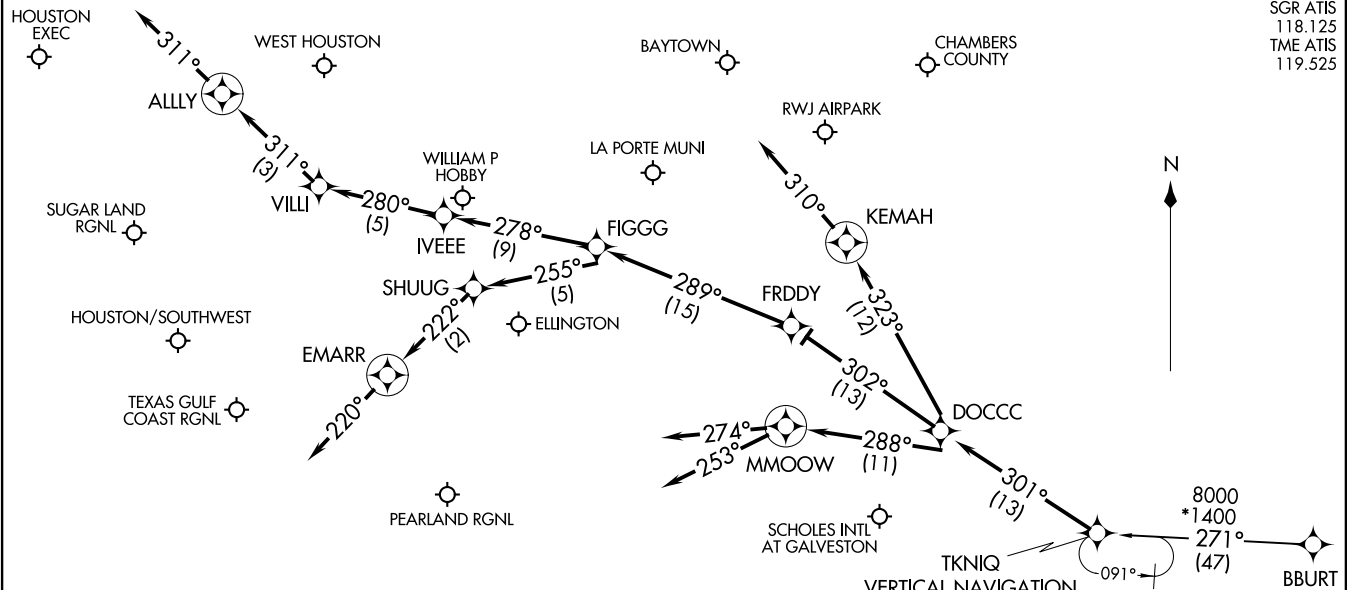 HOUSTON
EXEC
WEST HOUSTON
BAYTOWN
CHAMBERS
COUNTY
SGR ATIS
118.125
TME ATIS
119.525
311°
ALLLY
RWJ AIRPARK
311°
(3)
WILLIAM P
HOBBY
LA PORTE MUNI
N
310°
KEMAH
VILLI
280°
(5)
SUGAR LAND
RGNL
IVEEE
278°
(9)
FIGGG
SHUUG
255°
(5)
289°
(15)
FRDDY
323°
(12)
HOUSTON/SOUTHWEST
222°
(2)
ELLINGTON
EMARR
302°
(13)
DOCCC
TEXAS GULF
COAST RGNL
220°
274°
253°
MMOOW
288°
(11)
301°
(13)
PEARLAND RGNL
SCHOLES INTL
AT GALVESTON
8000
*1400
271°
(47)
TKNIQ
VERTICAL NAVIGATION
091°
BBURT